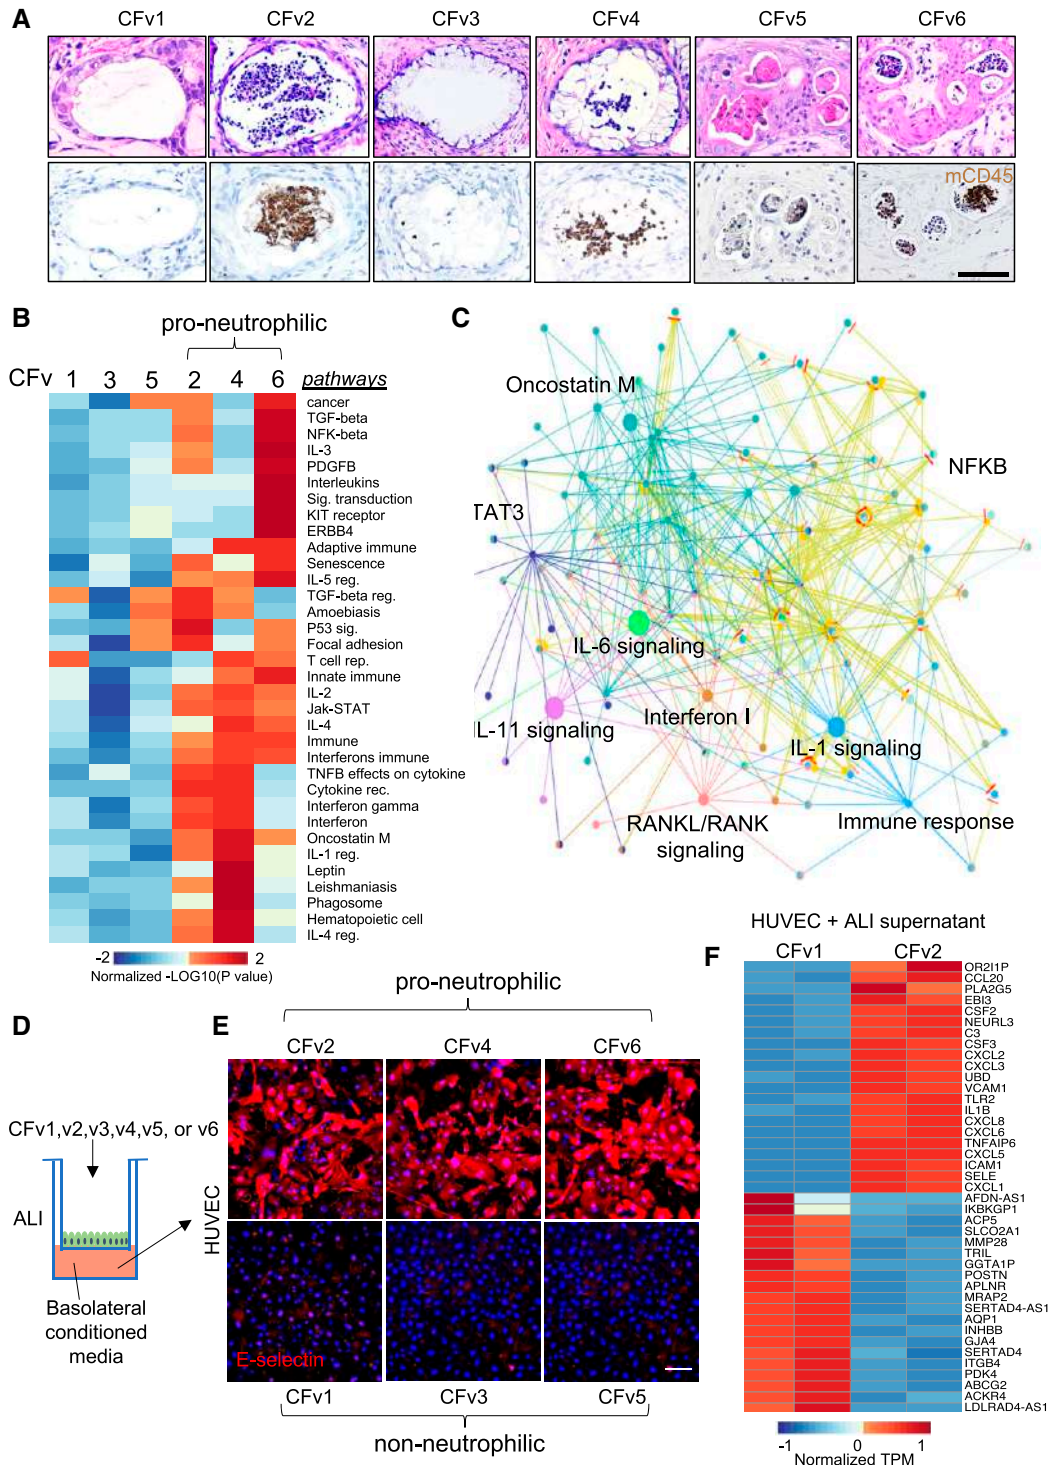 A
CFv1 CFv2 CFv3 CFv4 CFv5 CFv6
mCD45
B
pro-neutrophilic
CFv 1 3 5 2 4 6 pathways
cancer
TGF-beta
NFK-beta
IL-3
PDGFB
Interleukins
Sig. transduction
KIT receptor
ERBB4
Adaptive immune
Senescence
IL-5 reg.
TGF-beta reg.
Amoebiasis
P53 sig.
Focal adhesion
T cell rep.
Innate immune
IL-2
Jak-STAT
IL-4
Immune
Interferons immune
TNFB effects on cytokine
Cytokine rec.
Interferon gamma
Interferon
Oncostatin M
IL-1 reg.
Leptin
Leishmaniasis
Phagosome
Hematopoietic cell
IL-4 reg.
-2 2
Normalized -LOG10(P value)
C
Oncostatin M
NFKB
TAT3
IL-6 signaling
IL-11 signaling
Interferon I
IL-1 signaling
RANKL/RANK
signaling
Immune response
D
CFv1,v2,v3,v4,v5, or v6
ALI
Basolateral
conditioned
media
E
pro-neutrophilic
CFv2 CFv4 CFv6
HUVEC
E-selectin
CFv1 CFv3 CFv5
non-neutrophilic
F
HUVEC + ALI supernatant
CFv1 CFv2
OR2I1P
CCL20
PLA2G5
EBI3
CSF2
NEURL3
C3
CSF3
CXCL2
CXCL3
UBD
VCAM1
TLR2
IL1B
CXCL8
CXCL6
TNFAIP6
CXCL5
ICAM1
SELE
CXCL1
AFDN-AS1
IKBKGP1
ACP5
SLCO2A1
MMP28
TRIL
GGTA1P
POSTN
APLNR
MRAP2
SERTAD4-AS1
AQP1
INHBB
GJA4
SERTAD4
ITGB4
PDK4
ABCG2
ACKR4
LDLRAD4-AS1
-1 0 1
Normalized TPM